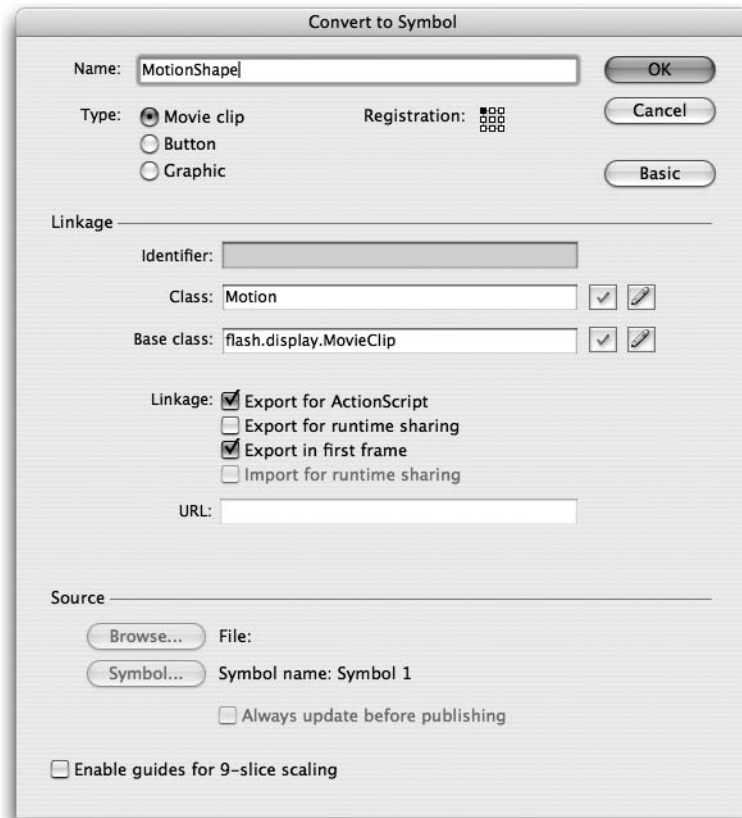 Convert to Symbol
Name: MotionShape OK
Type: Movie clip Registration: Cancel
Button
Graphic Basic
Linkage
Identifier:
Class: Motion
Base class: flash.display.MovieClip
Linkage: Export for ActionScript
Export for runtime sharing
Export in first frame
Import for runtime sharing
URL:
Source
Browse... File:
Symbol... Symbol name: Symbol 1
Always update before publishing
Enable guides for 9-slice scaling